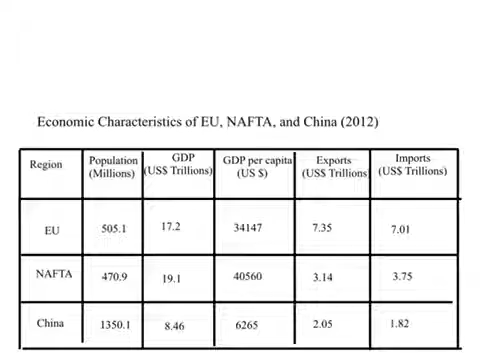 Economic Characteristics of EU, NAFTA, and China (2012)
Region Population (Millions) GDP (US$ Trillions) GDP per capita (US $) Exports (US$ Trillions) Imports (US$ Trillions)
EU 505.1 17.2 34147 7.35 7.01
NAFTA 470.9 19.1 40560 3.14 3.75
China 1350.1 8.46 6265 2.05 1.82